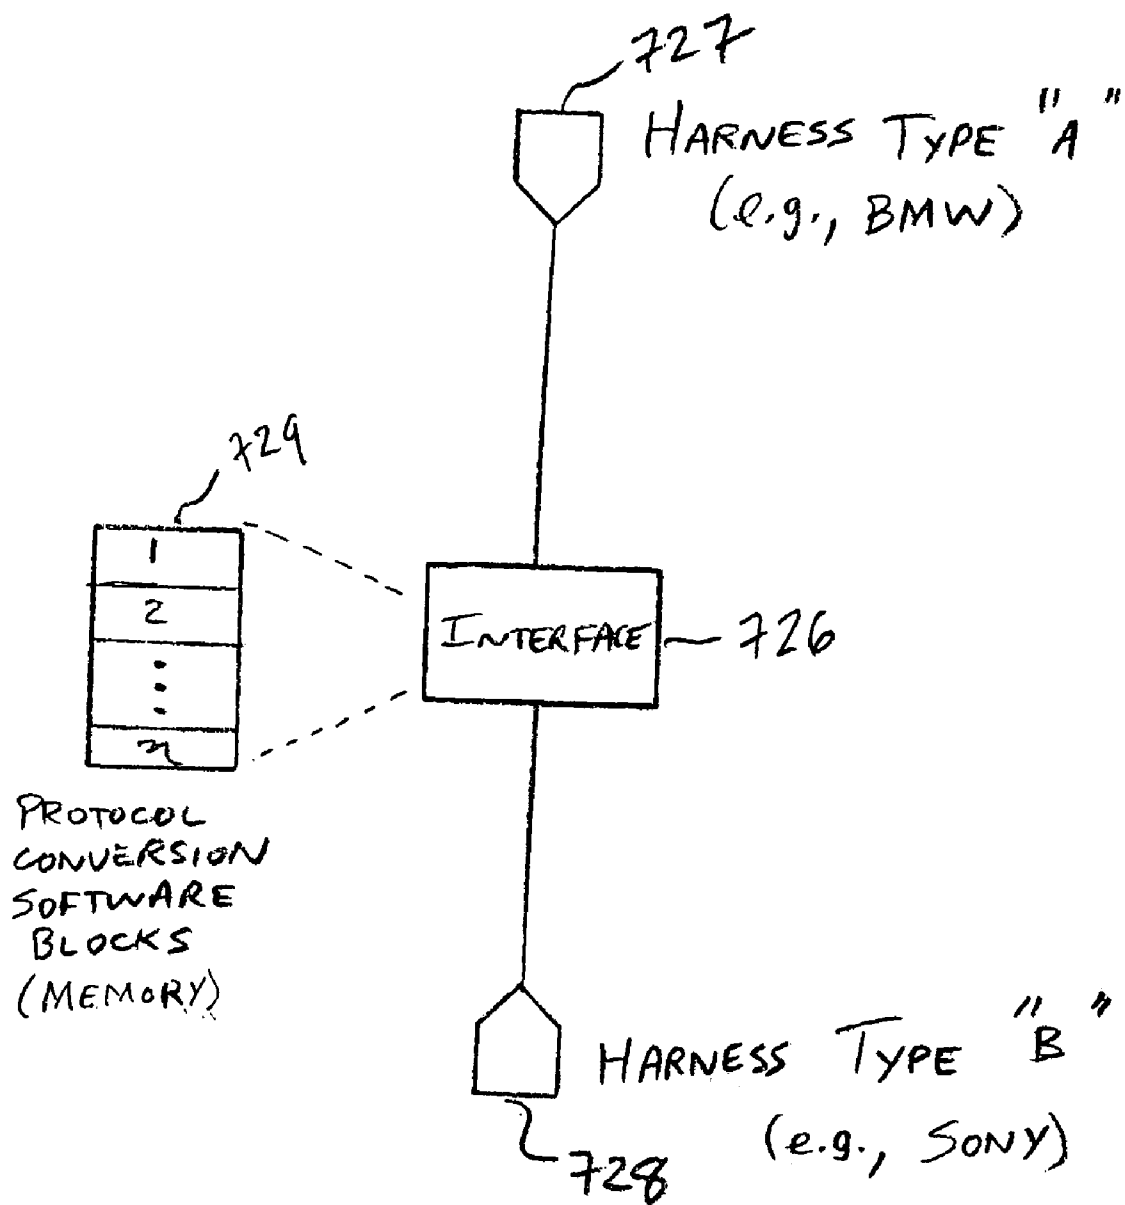 727
HARNESS TYPE "A"
(e.g., BMW)
729
1
2
⋮
n
INTERFACE
726
PROTOCOL
CONVERSION
SOFTWARE
BLOCKS
(MEMORY)
HARNESS TYPE "B"
(e.g., SONY)
728